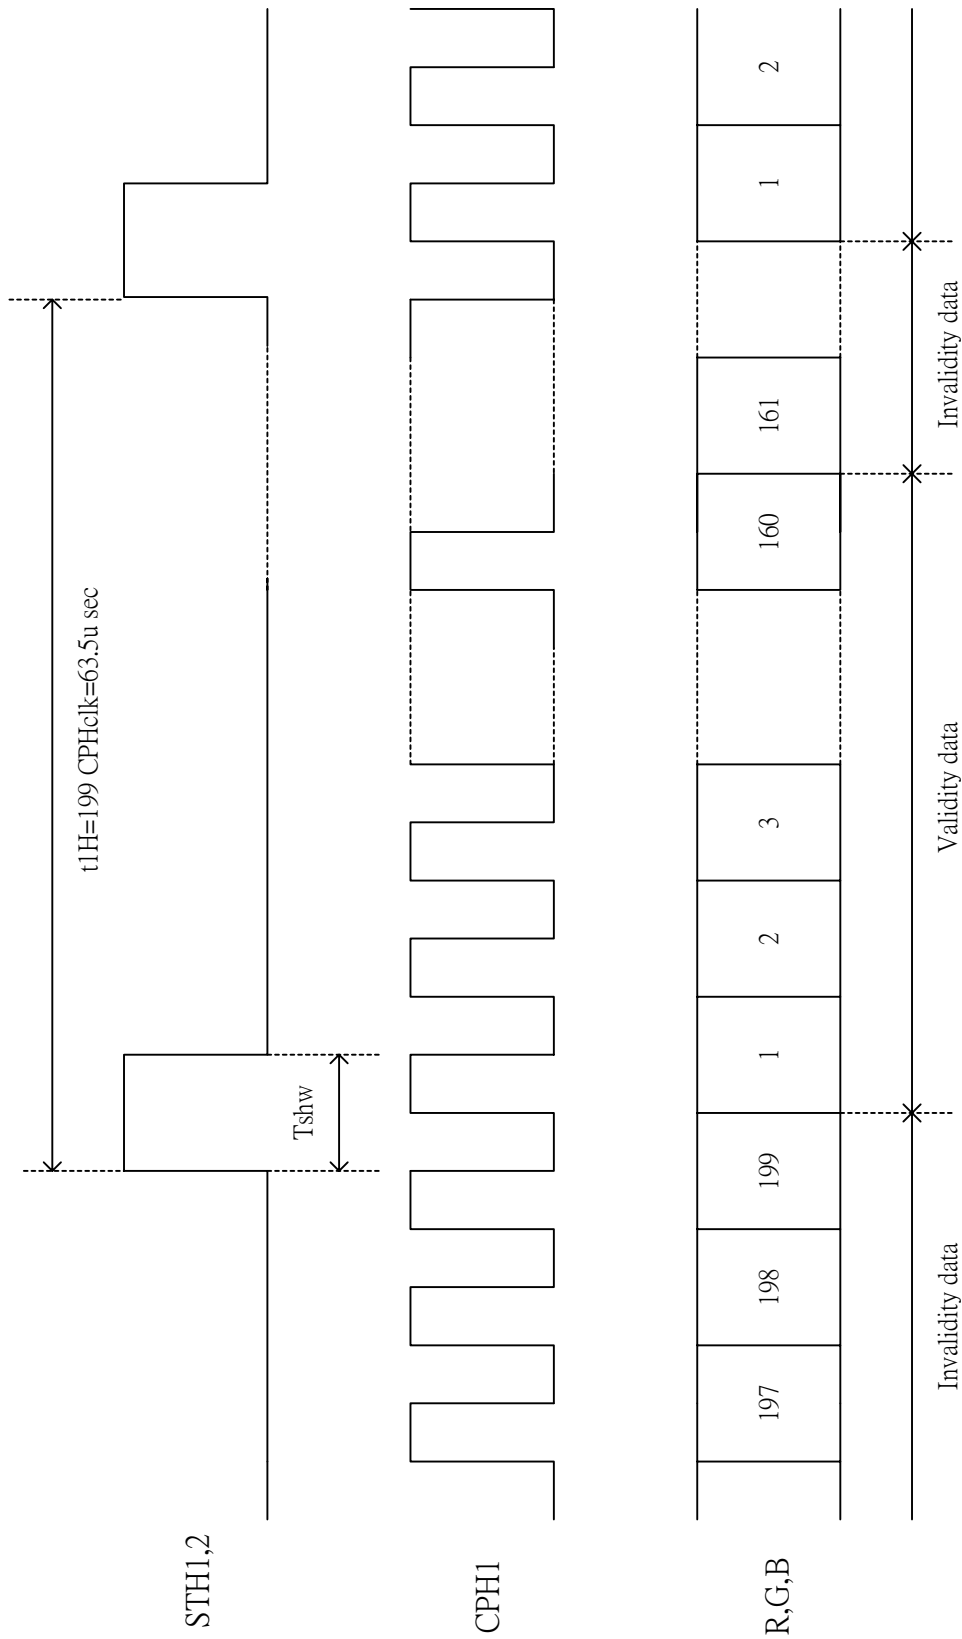 t1H=199 CPHclk=63.5u sec
STH1,2
Tshw
CPH1
R,G,B
197
198
199
1
2
3
160
161
1
2
Invalidity data
Validity data
Invalidity data